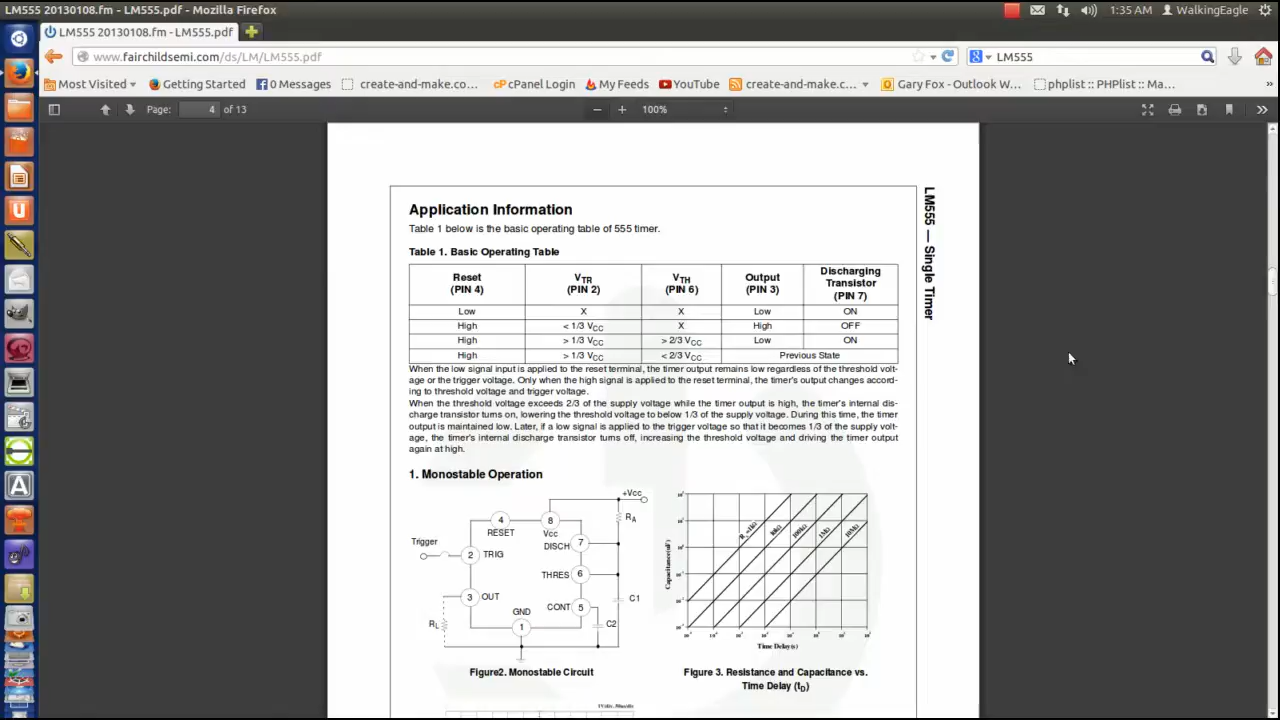 LM555 20130108.fm - LM555.pdf - Mozilla Firefox
1:35 AM
WalkingEagle
LM555 20130108.fm - LM555.pdf
www.fairchildsemi.com/ds/LM/LM555.pdf
LM555
Most Visited
Getting Started
0 Messages
create-and-make.co...
cPanel Login
My Feeds
YouTube
create-and-make.c...
Gary Fox - Outlook W...
phplist :: PHPlist :: Ma...
»
Page: 4 of 13
100%
LM555 — Single Timer
Application Information
Table 1 below is the basic operating table of 555 timer.
Table 1. Basic Operating Table
Reset (PIN 4) VTR (PIN 2) VTH (PIN 6) Output (PIN 3) Discharging Transistor (PIN 7)
Low X X Low ON
High < 1/3 VCC X High OFF
High > 1/3 VCC > 2/3 VCC Low ON
High > 1/3 VCC < 2/3 VCC Previous State
When the low signal input is applied to the reset terminal, the timer output remains low regardless of the threshold volt-
age or the trigger voltage. Only when the high signal is applied to the reset terminal, the timer's output changes accord-
ing to threshold voltage and trigger voltage.
When the threshold voltage exceeds 2/3 of the supply voltage while the timer output is high, the timer's internal dis-
charge transistor turns on, lowering the threshold voltage to below 1/3 of the supply voltage. During this time, the timer
output is maintained low. Later, if a low signal is applied to the trigger voltage so that it becomes 1/3 of the supply volt-
age, the timer's internal discharge transistor turns off, increasing the threshold voltage and driving the timer output
again at high.
1. Monostable Operation
+Vcc
4
RESET
8
Vcc
RA
Trigger
2
TRIG
DISCH
7
THRES
6
3
OUT
CONT
5
C1
GND
1
RL
C2
Figure2. Monostable Circuit
Capacitance(uF)
10kΩ
100kΩ
1MΩ
10MΩ
Time Delay(s)
Figure 3. Resistance and Capacitance vs.
Time Delay (tD)